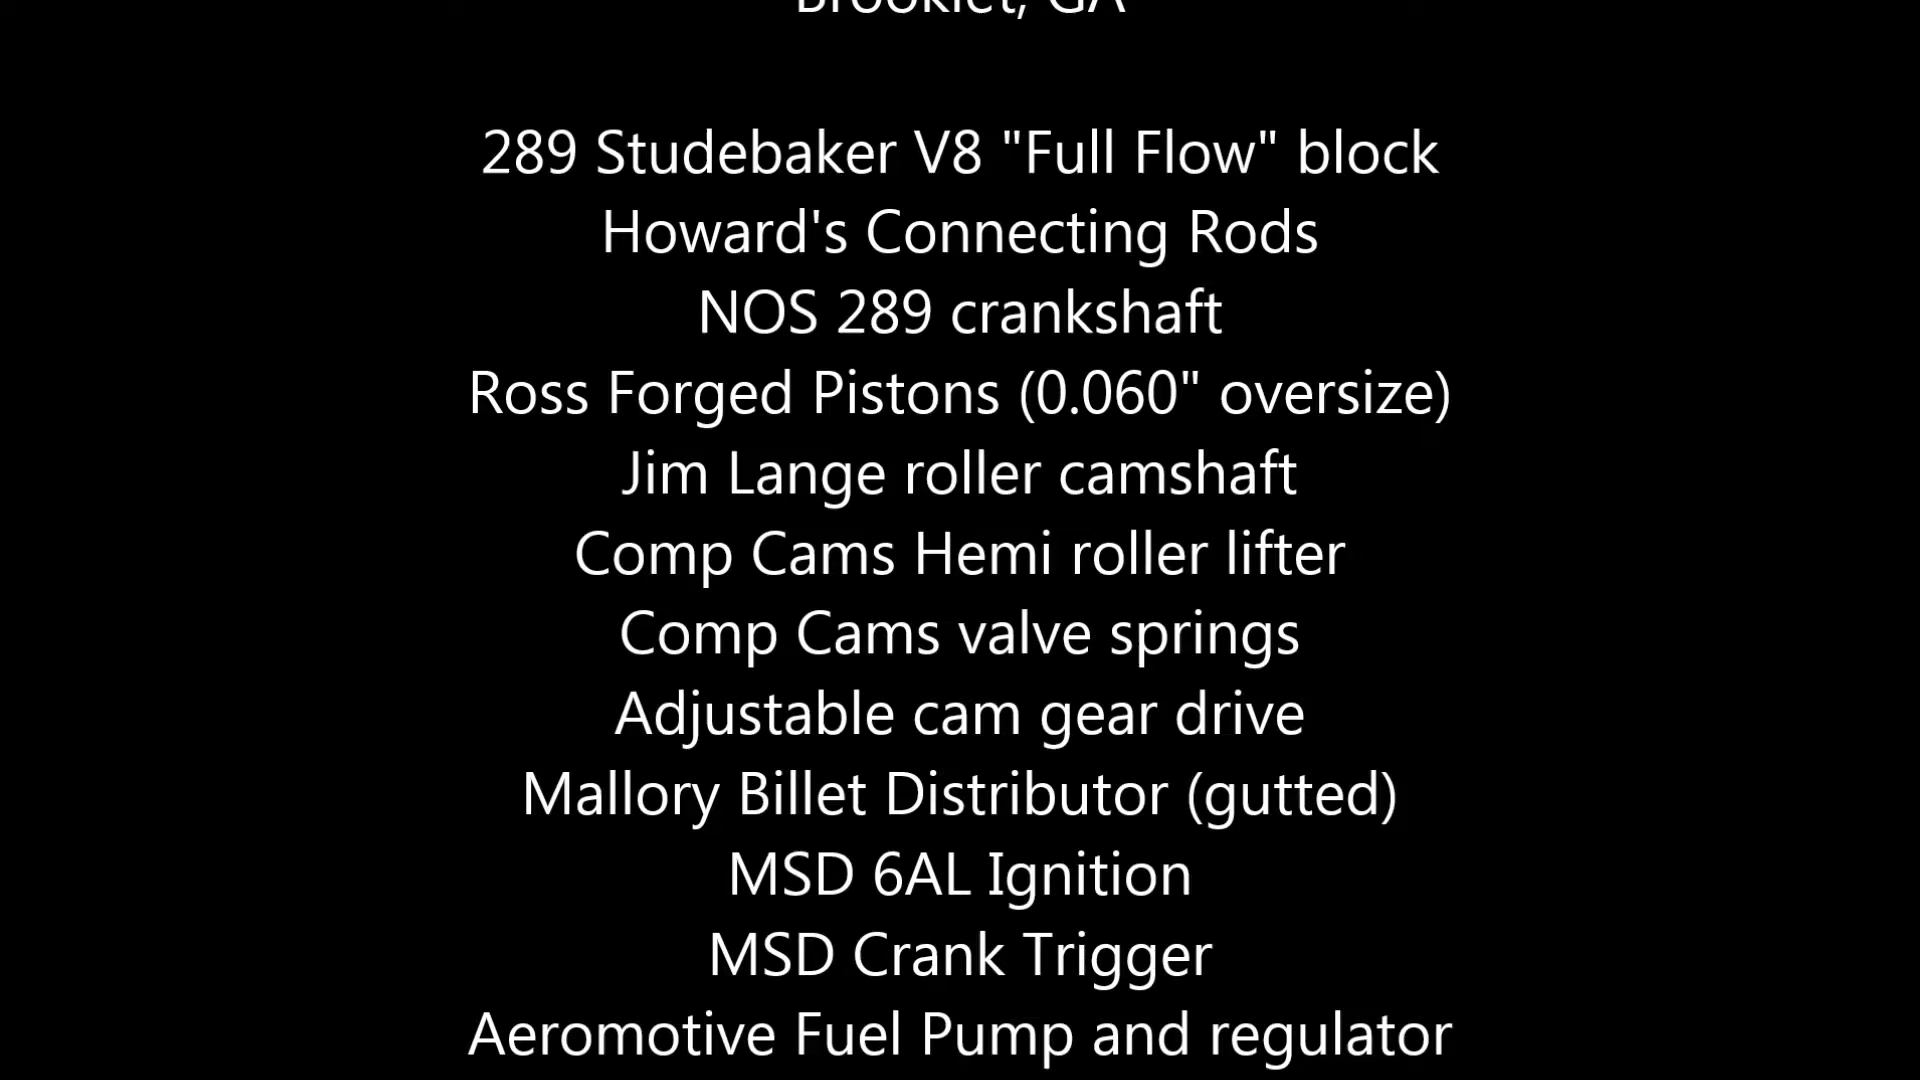 Brooklet, GA
289 Studebaker V8 "Full Flow" block
Howard's Connecting Rods
NOS 289 crankshaft
Ross Forged Pistons (0.060" oversize)
Jim Lange roller camshaft
Comp Cams Hemi roller lifter
Comp Cams valve springs
Adjustable cam gear drive
Mallory Billet Distributor (gutted)
MSD 6AL Ignition
MSD Crank Trigger
Aeromotive Fuel Pump and regulator